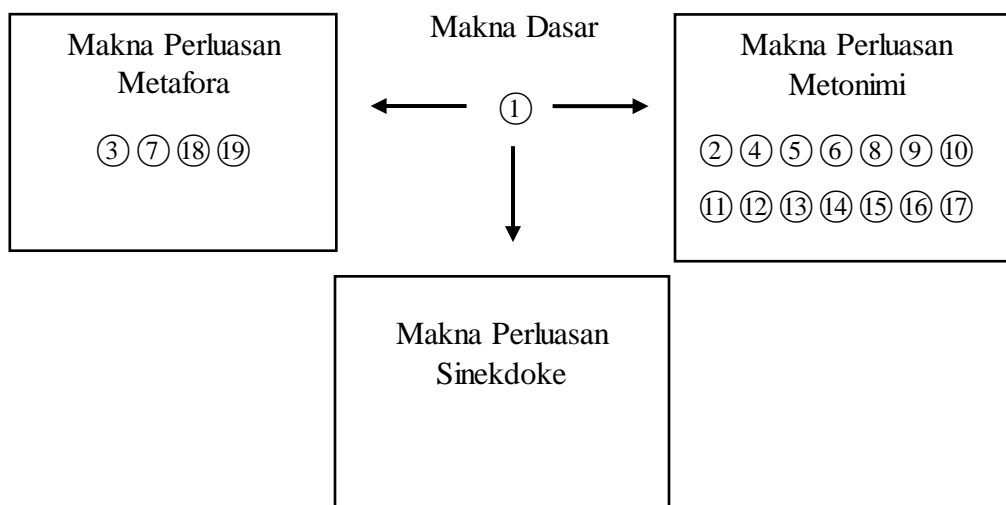 Makna Perluasan
Metafora
③ ⑦ ⑱ ⑲
Makna Dasar
①
Makna Perluasan
Metonimi
② ④ ⑤ ⑥ ⑧ ⑨ ⑩
⑪ ⑫ ⑬ ⑭ ⑮ ⑯ ⑰
Makna Perluasan
Sinekdoke